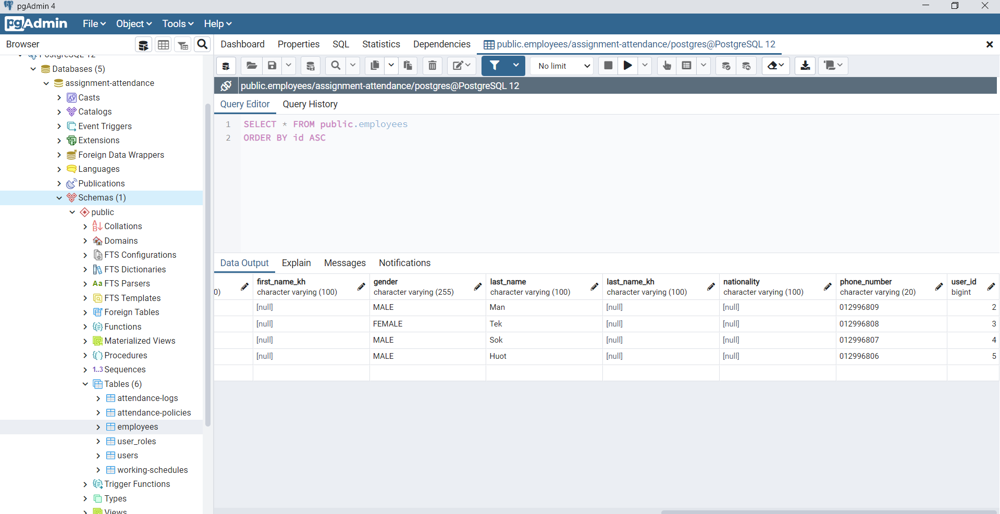 pgAdmin 4
pgAdmin File Object Tools Help
Browser
Dashboard Properties SQL Statistics Dependencies public.employees/assignment-attendance/postgres@PostgreSQL 12
PostgreSQL 12
Databases (5)
assignment-attendance
Casts
Catalogs
Event Triggers
Extensions
Foreign Data Wrappers
Languages
Publications
Schemas (1)
public
Collations
Domains
FTS Configurations
FTS Dictionaries
Aa FTS Parsers
FTS Templates
Foreign Tables
Functions
Materialized Views
Procedures
1..3 Sequences
Tables (6)
attendance-logs
attendance-policies
employees
user_roles
users
working-schedules
Trigger Functions
Types
Views
No limit
public.employees/assignment-attendance/postgres@PostgreSQL 12
Query Editor Query History
1 SELECT * FROM public.employees
2 ORDER BY id ASC
Data Output Explain Messages Notifications
first_name_kh gender last_name last_name_kh nationality phone_number user_id
0) character varying (100) character varying (255) character varying (100) character varying (100) character varying (100) character varying (20) bigint
[null] MALE Man [null] [null] 012996809 2
[null] FEMALE Tek [null] [null] 012996808 3
[null] MALE Sok [null] [null] 012996807 4
[null] MALE Huot [null] [null] 012996806 5